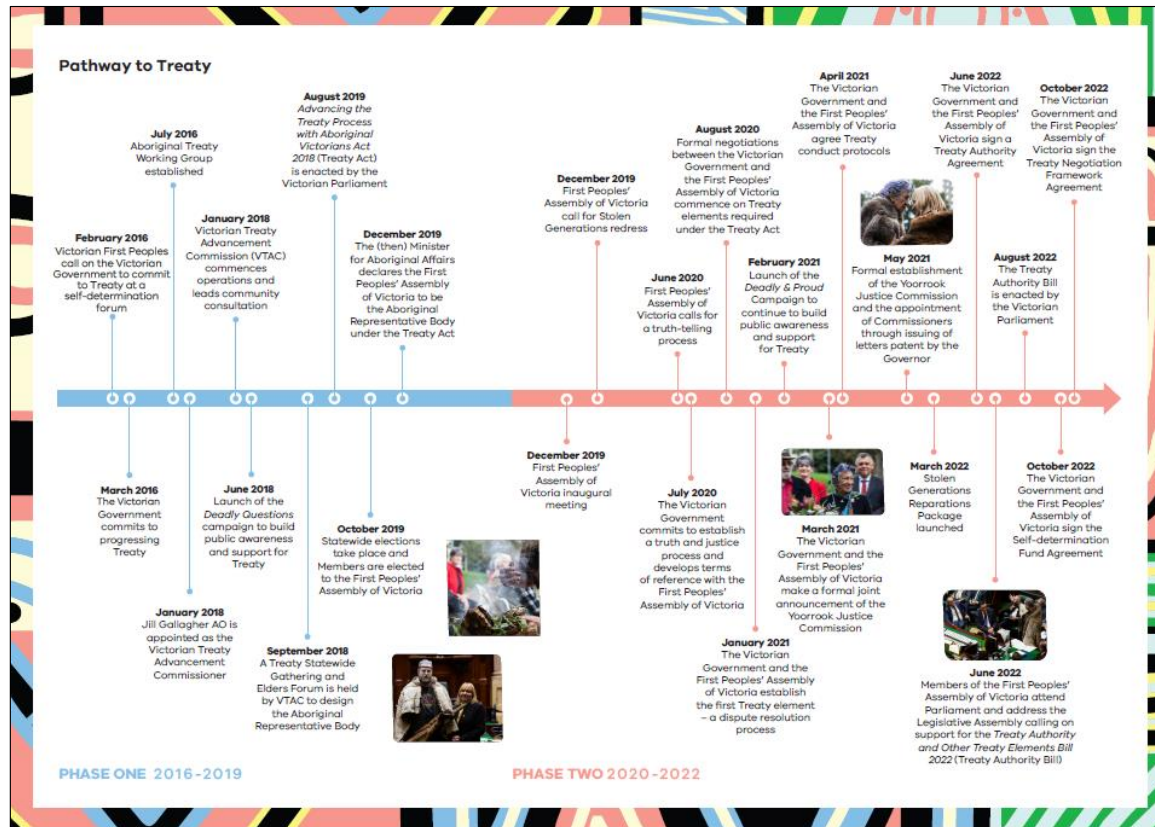 Pathway to Treaty
February 2016
Victorian First Peoples
call on the Victorian
Government to commit
to Treaty at a
self-determination
forum
March 2016
The Victorian
Government
commits to
progressing
Treaty
July 2016
Aboriginal Treaty
Working Group
established
January 2018
Jill Gallagher AO is
appointed as the
Victorian Treaty
Advancement
Commissioner
January 2018
Victorian Treaty
Advancement
Commission (VTAC)
commences
operations and
leads community
consultation
June 2018
Launch of the
Deadly Questions
campaign to build
public awareness
and support for
Treaty
September 2018
A Treaty Statewide
Gathering and
Elders Forum is held
by VTAC to design
the Aboriginal
Representative Body
August 2019
Advancing the
Treaty Process
with Aboriginal
Victorians Act
2018 (Treaty Act)
is enacted by the
Victorian Parliament
October 2019
Statewide elections
take place and
Members are elected
to the First Peoples'
Assembly of Victoria
December 2019
The (then) Minister
for Aboriginal Affairs
declares the First
Peoples' Assembly
of Victoria to be
the Aboriginal
Representative Body
under the Treaty Act
December 2019
First Peoples'
Assembly of
Victoria inaugural
meeting
December 2019
First Peoples'
Assembly of Victoria
call for Stolen
Generations redress
June 2020
First Peoples'
Assembly of
Victoria calls for
a truth-telling
process
July 2020
The Victorian
Government
commits to establish
a truth and justice
process and
develops terms
of reference with the
First Peoples'
Assembly of Victoria
August 2020
Formal negotiations
between the Victorian
Government and
the First Peoples'
Assembly of Victoria
commence on Treaty
elements required
under the Treaty Act
January 2021
The Victorian
Government and the
First Peoples' Assembly
of Victoria establish
the first Treaty element
– a dispute resolution
process
February 2021
Launch of the
Deadly & Proud
Campaign to
continue to build
public awareness
and support
for Treaty
March 2021
The Victorian
Government and the
First Peoples'
Assembly of Victoria
make a formal joint
announcement of the
Yoorrook Justice
Commission
April 2021
The Victorian
Government and
the First Peoples'
Assembly of Victoria
agree Treaty
conduct protocols
May 2021
Formal establishment
of the Yoorrook
Justice Commission
and the appointment
of Commissioners
through issuing of
letters patent by the
Governor
March 2022
Stolen
Generations
Reparations
Package
launched
June 2022
The Victorian
Government and
the First Peoples'
Assembly of
Victoria sign a
Treaty Authority
Agreement
June 2022
Members of the First Peoples'
Assembly of Victoria attend
Parliament and address the
Legislative Assembly calling on
support for the Treaty Authority
and Other Treaty Elements Bill
2022 (Treaty Authority Bill)
August 2022
The Treaty
Authority Bill
is enacted by
the Victorian
Parliament
October 2022
The Victorian
Government and
the First Peoples'
Assembly of
Victoria sign the
Self-determination
Fund Agreement
October 2022
The Victorian
Government and
the First Peoples'
Assembly of
Victoria sign the
Treaty Negotiation
Framework
Agreement
PHASE ONE 2016-2019
PHASE TWO 2020-2022